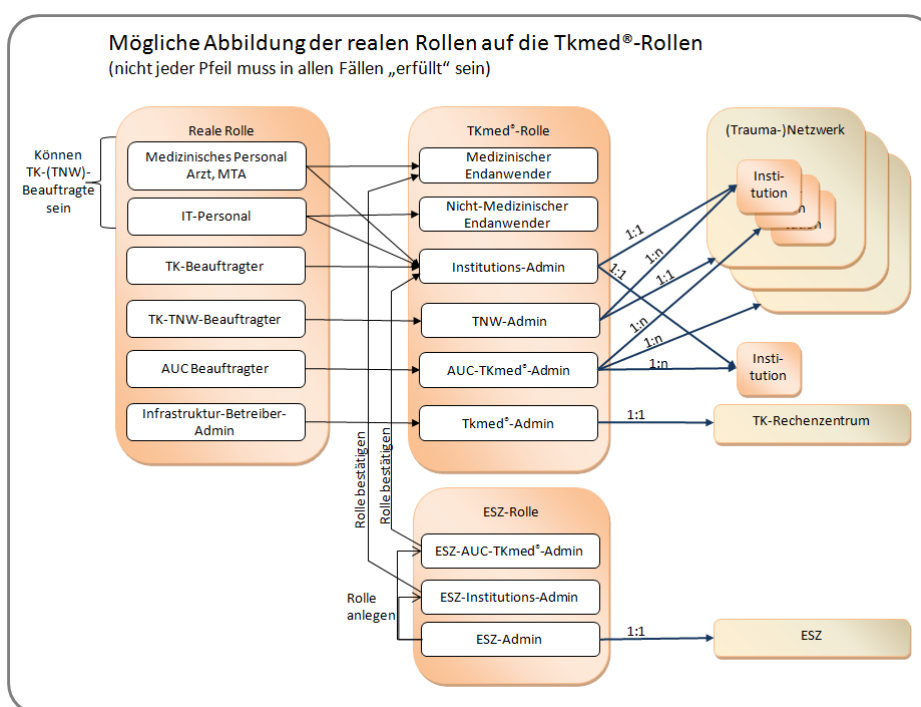 Mögliche Abbildung der realen Rollen auf die Tkmed®-Rollen
(nicht jeder Pfeil muss in allen Fällen „erfüllt“ sein)
Können
TK-(TNW)-
Beauftragte
sein
Reale Rolle
Medizinisches Personal
Arzt, MTA
IT-Personal
TK-Beauftragter
TK-TNW-Beauftragter
AUC Beauftragter
Infrastruktur-Betreiber-
Admin
TKmed®-Rolle
Medizinischer
Endanwender
Nicht-Medizinischer
Endanwender
Institutions-Admin
TNW-Admin
AUC-TKmed®-Admin
Tkmed®-Admin
1:1
1:n
1:1
1:1
1:n
1:n
1:n
1:1
(Trauma-)Netzwerk
Insti-
tution
tution
Insti-
tution
TK-Rechenzentrum
Rolle bestätigen
Rolle bestätigen
ESZ-Rolle
ESZ-AUC-TKmed®-Admin
ESZ-Institutions-Admin
ESZ-Admin
Rolle
anlegen
1:1
ESZ